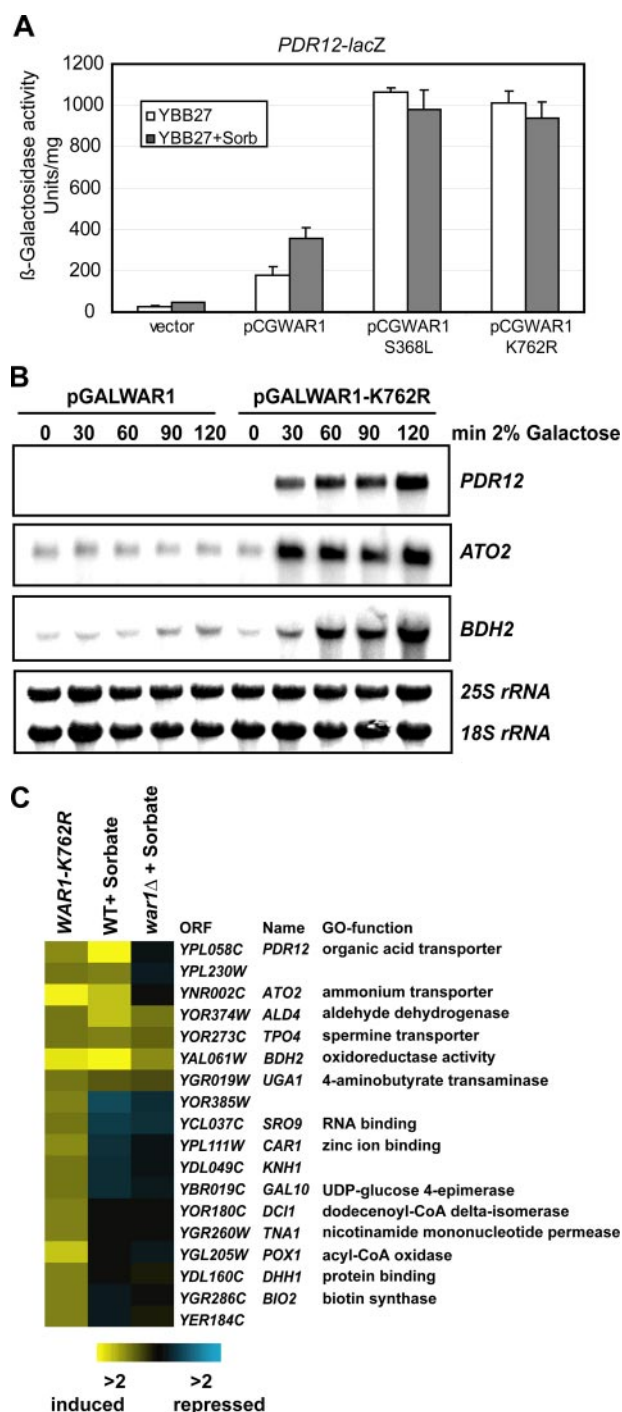 A
PDR12-lacZ
ß-Galactosidase activity
Units/mg
1200
1000
800
600
400
200
0
YBB27
YBB27+Sorb
vector
pCGWAR1
pCGWAR1
S368L
pCGWAR1
K762R
B
pGALWAR1 pGALWAR1-K762R
0 30 60 90 120 0 30 60 90 120 min 2% Galactose
PDR12
ATO2
BDH2
25S rRNA
18S rRNA
C
WAR1-K762R
WT+ Sorbate
war1Δ + Sorbate
ORF Name GO-function
YPL058C PDR12 organic acid transporter
YPL230W
YNR002C ATO2 ammonium transporter
YOR374W ALD4 aldehyde dehydrogenase
YOR273C TPO4 spermine transporter
YAL061W BDH2 oxidoreductase activity
YGR019W UGA1 4-aminobutyrate transaminase
YOR385W
YCL037C SRO9 RNA binding
YPL111W CAR1 zinc ion binding
YDL049C KNH1
YBR019C GAL10 UDP-glucose 4-epimerase
YOR180C DCI1 dodecenoyl-CoA delta-isomerase
YGR260W TNA1 nicotinamide mononucleotide permease
YGL205W POX1 acyl-CoA oxidase
YDL160C DHH1 protein binding
YGR286C BIO2 biotin synthase
YER184C
>2 >2
induced repressed